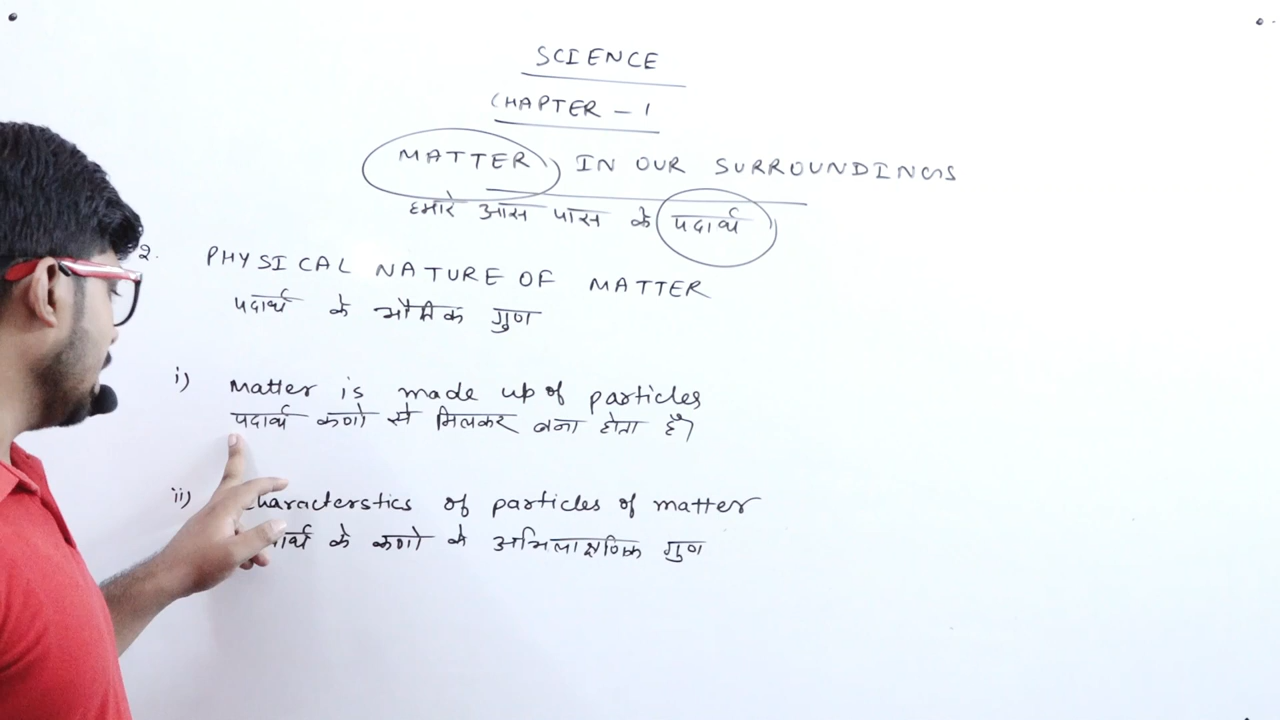 SCIENCE
CHAPTER - 1
MATTER IN OUR SURROUNDINGS
हमारे आस पास के पदार्थ
2. PHYSICAL NATURE OF MATTER
पदार्थ के भौतिक गुण
i) Matter is made up of particles
पदार्थ कणो से मिलकर बना होता है
ii) characterstics of particles of matter
के कणो के अभिलाक्षणिक गुण